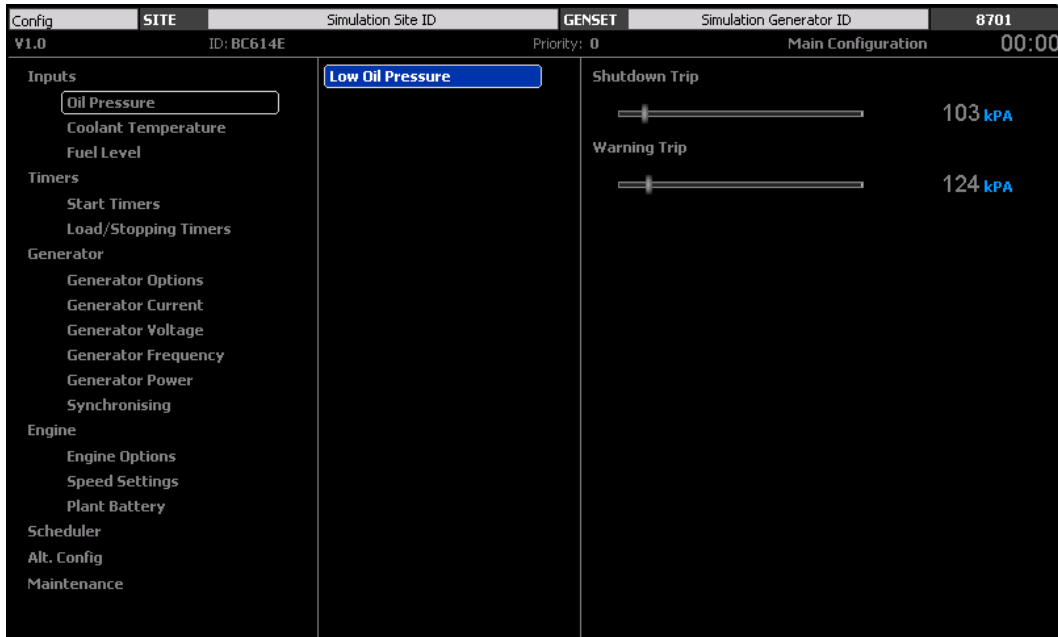 Config SITE Simulation Site ID GENSET Simulation Generator ID 8701
V1.0 ID: BC614E Priority: 0 Main Configuration 00:00
Inputs
Oil Pressure
Coolant Temperature
Fuel Level
Timers
Start Timers
Load/Stopping Timers
Generator
Generator Options
Generator Current
Generator Voltage
Generator Frequency
Generator Power
Synchronising
Engine
Engine Options
Speed Settings
Plant Battery
Scheduler
Alt. Config
Maintenance
Low Oil Pressure
Shutdown Trip
103 kPA
Warning Trip
124 kPA